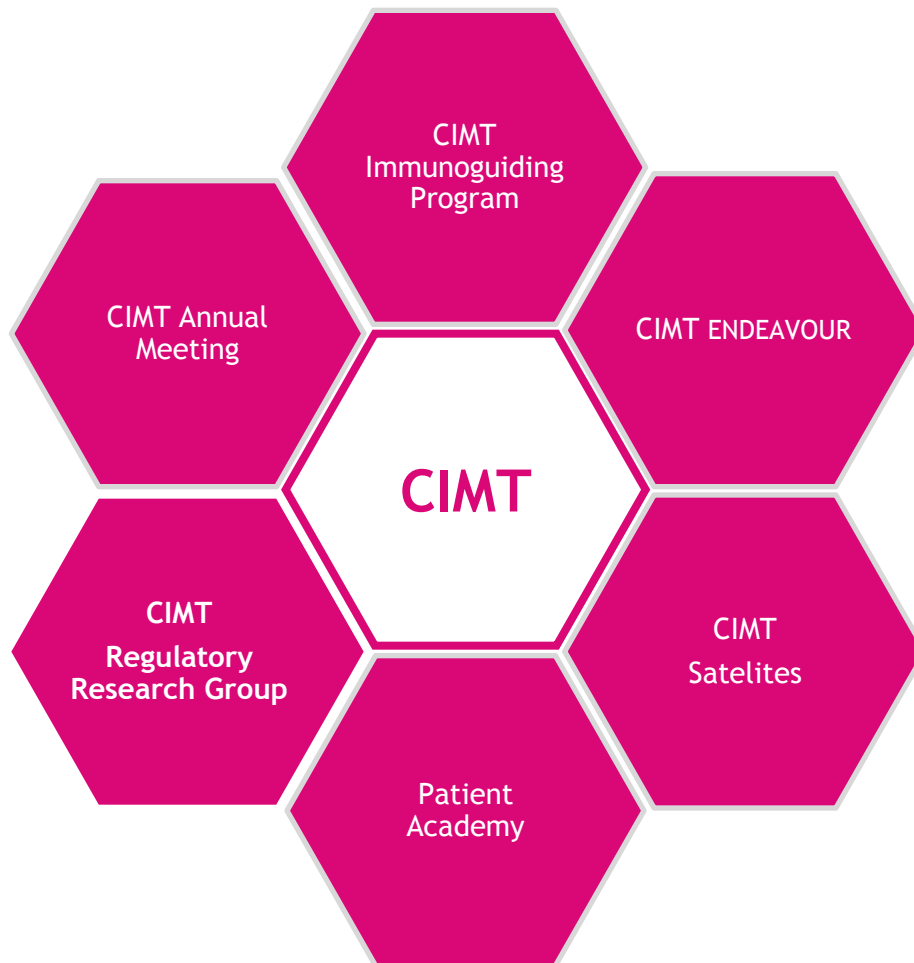 CIMT
Immunoguiding
Program
CIMT Annual
Meeting
CIMT ENDEAVOUR
CIMT
CIMT
Regulatory
Research Group
CIMT
Satelites
Patient
Academy